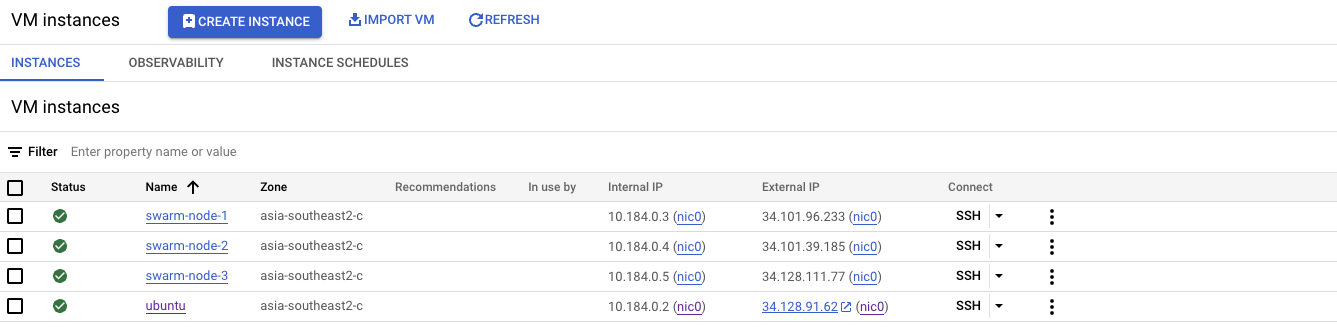 VM instances CREATE INSTANCE IMPORT VM REFRESH
INSTANCES OBSERVABILITY INSTANCE SCHEDULES
VM instances
Filter Enter property name or value
Status Name Zone Recommendations In use by Internal IP External IP Connect
swarm-node-1 asia-southeast2-c 10.184.0.3 (nic0) 34.101.96.233 (nic0) SSH
swarm-node-2 asia-southeast2-c 10.184.0.4 (nic0) 34.101.39.185 (nic0) SSH
swarm-node-3 asia-southeast2-c 10.184.0.5 (nic0) 34.128.111.77 (nic0) SSH
ubuntu asia-southeast2-c 10.184.0.2 (nic0) 34.128.91.62 (nic0) SSH